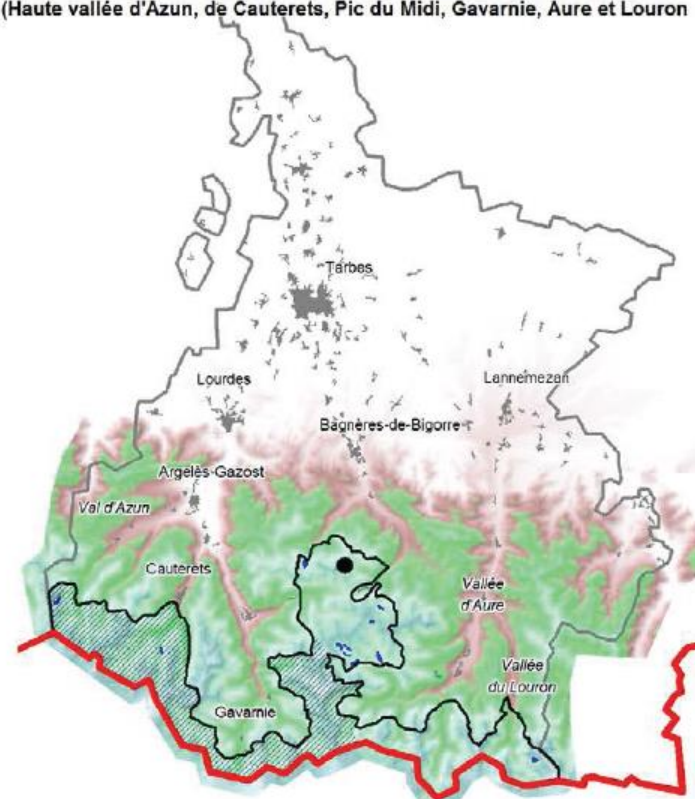 (Haute vallée d'Azun, de Cauterets, Pic du Midi, Gavarnie, Aure et Louron
Tarbes
Lourdes
Lannemezan
Bagnères-de-Bigorre
Argelès-Gazost
Val d'Azun
Cauterets
Vallée
d'Aure
Vallée
du Louron
Gavarnie